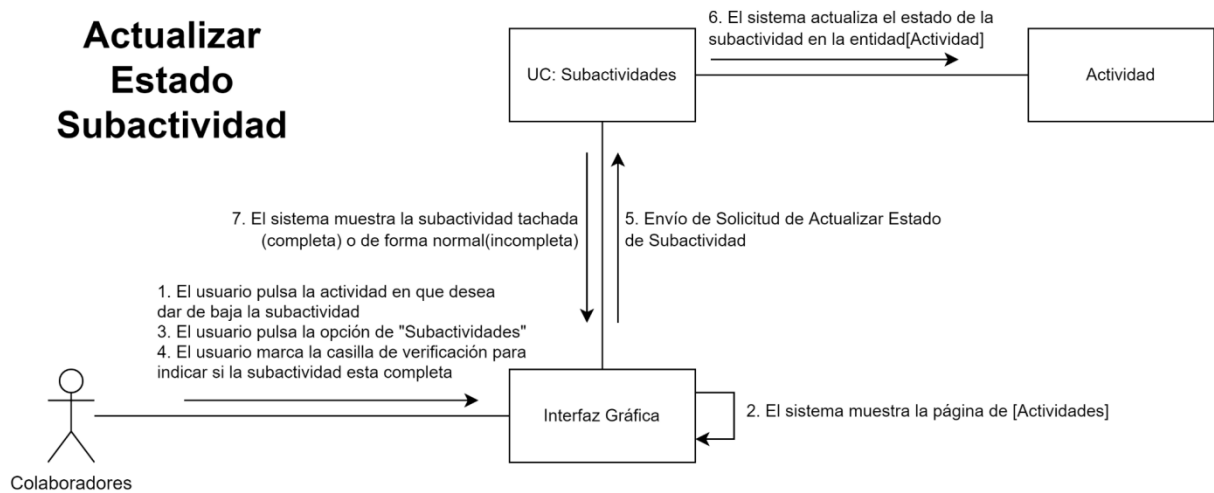 Actualizar
Estado
Subactividad
6. El sistema actualiza el estado de la
subactividad en la entidad[Actividad]
UC: Subactividades
Actividad
7. El sistema muestra la subactividad tachada
(completa) o de forma normal(incompleta)
5. Envío de Solicitud de Actualizar Estado
de Subactividad
1. El usuario pulsa la actividad en que desea
dar de baja la subactividad
3. El usuario pulsa la opción de "Subactividades"
4. El usuario marca la casilla de verificación para
indicar si la subactividad esta completa
Interfaz Gráfica
2. El sistema muestra la página de [Actividades]
Colaboradores